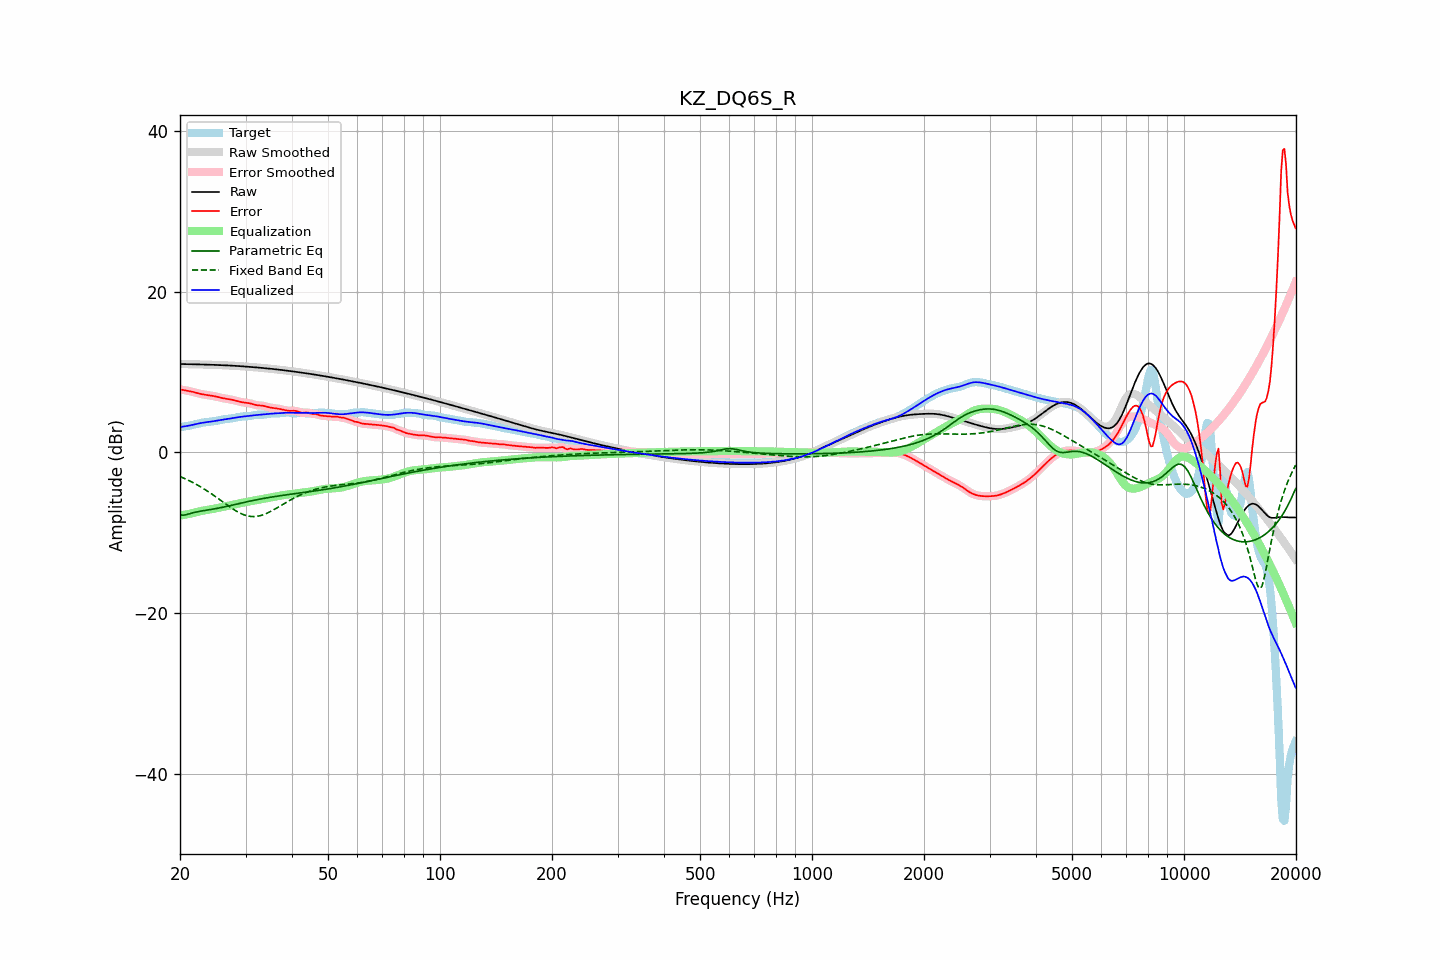 KZ_DQ6S_R
Target
Raw Smoothed
Error Smoothed
Raw
Error
Equalization
Parametric Eq
Fixed Band Eq
Equalized
40
20
0
−20
−40
Amplitude (dBr)
20
50
100
200
500
1000
2000
5000
10000
20000
Frequency (Hz)